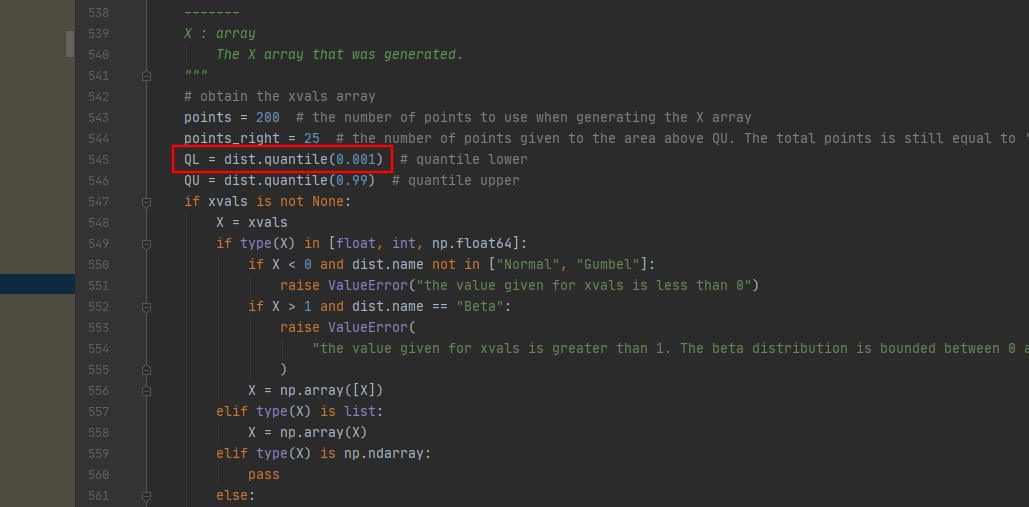 538 -------
539 X : array
540 The X array that was generated.
541 """
542 # obtain the xvals array
543 points = 200 # the number of points to use when generating the X array
544 points_right = 25 # the number of points given to the area above QU. The total points is still equal to '
545 QL = dist.quantile(0.001) # quantile lower
546 QU = dist.quantile(0.99) # quantile upper
547 if xvals is not None:
548 X = xvals
549 if type(X) in [float, int, np.float64]:
550 if X < 0 and dist.name not in ["Normal", "Gumbel"]:
551 raise ValueError("the value given for xvals is less than 0")
552 if X > 1 and dist.name == "Beta":
553 raise ValueError(
554 "the value given for xvals is greater than 1. The beta distribution is bounded between 0 a
555 )
556 X = np.array([X])
557 elif type(X) is list:
558 X = np.array(X)
559 elif type(X) is np.ndarray:
560 pass
561 else: